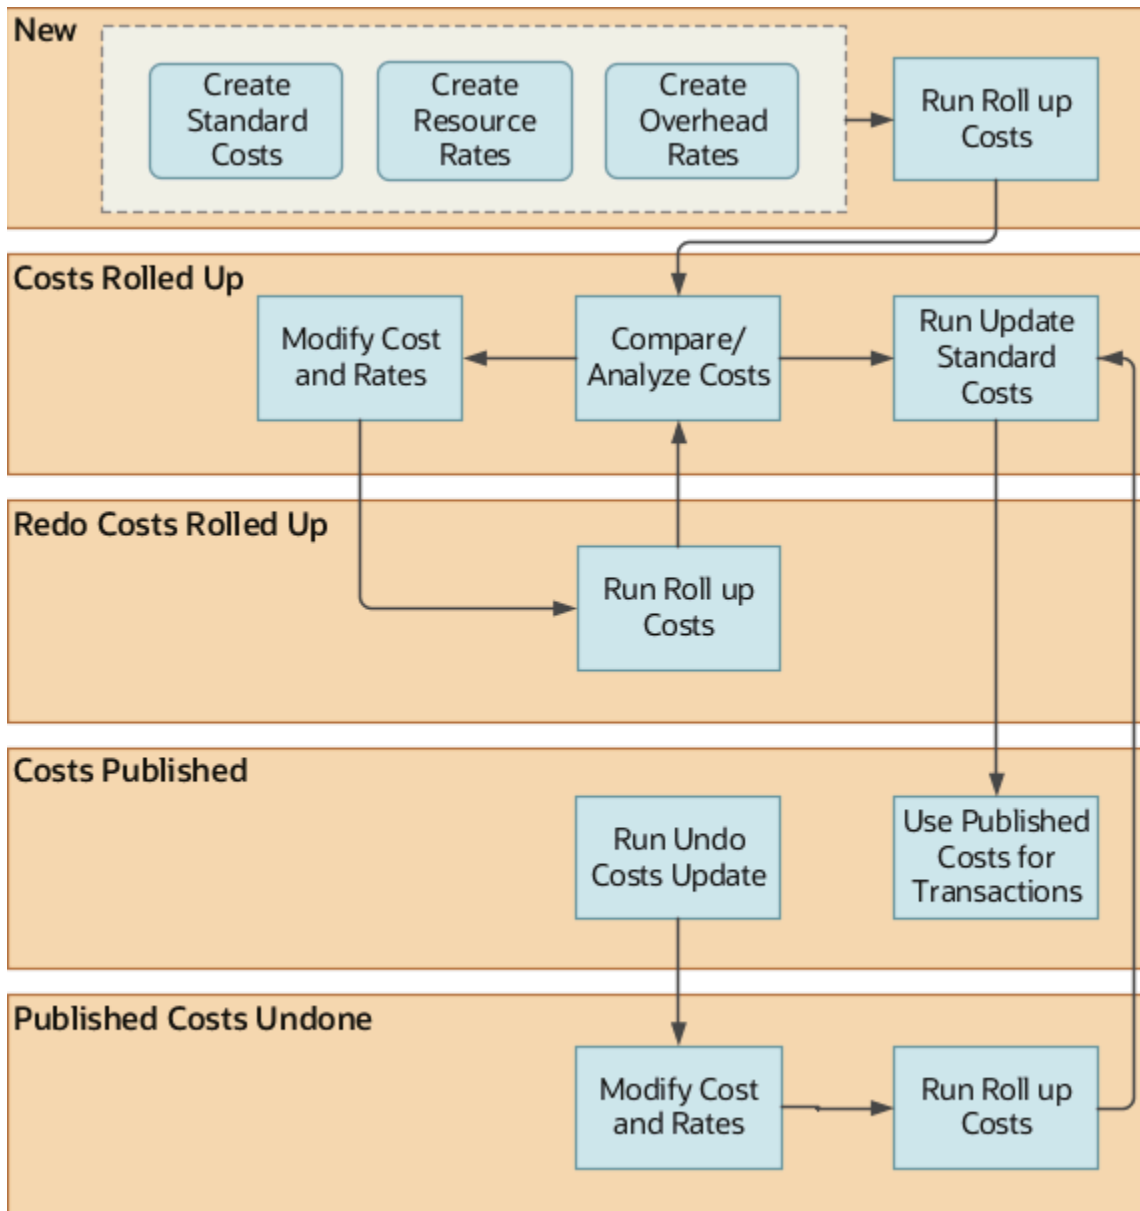 New
Create
Standard
Costs
Create
Resource
Rates
Create
Overhead
Rates
Run Roll up
Costs
Costs Rolled Up
Modify Cost
and Rates
Compare/
Analyze Costs
Run Update
Standard
Costs
Redo Costs Rolled Up
Run Roll up
Costs
Costs Published
Run Undo
Costs Update
Use Published
Costs for
Transactions
Published Costs Undone
Modify Cost
and Rates
Run Roll up
Costs